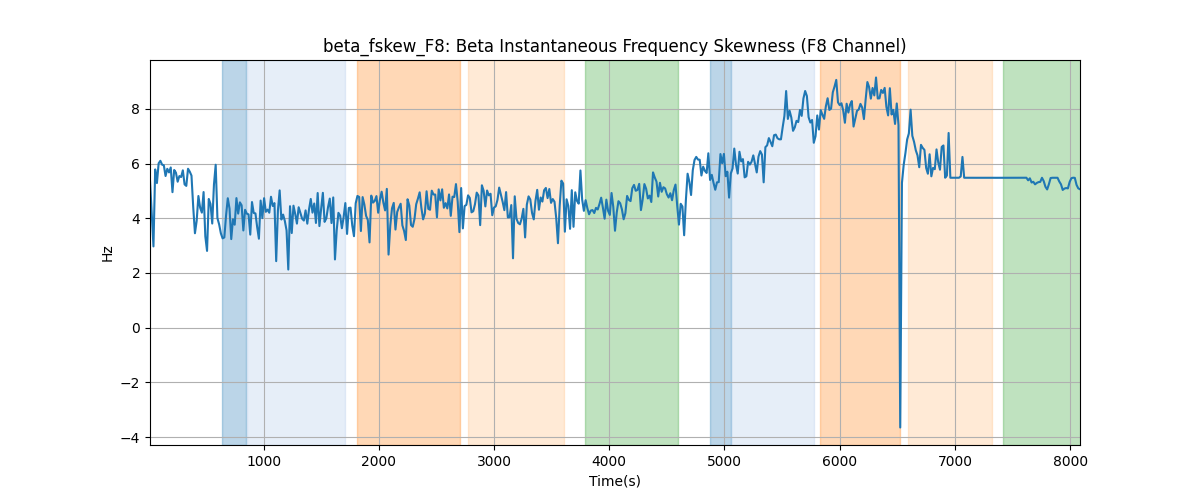 beta_fskew_F8: Beta Instantaneous Frequency Skewness (F8 Channel)
8
6
4
2
0
−2
−4
Hz
1000 2000 3000 4000 5000 6000 7000 8000
Time(s)